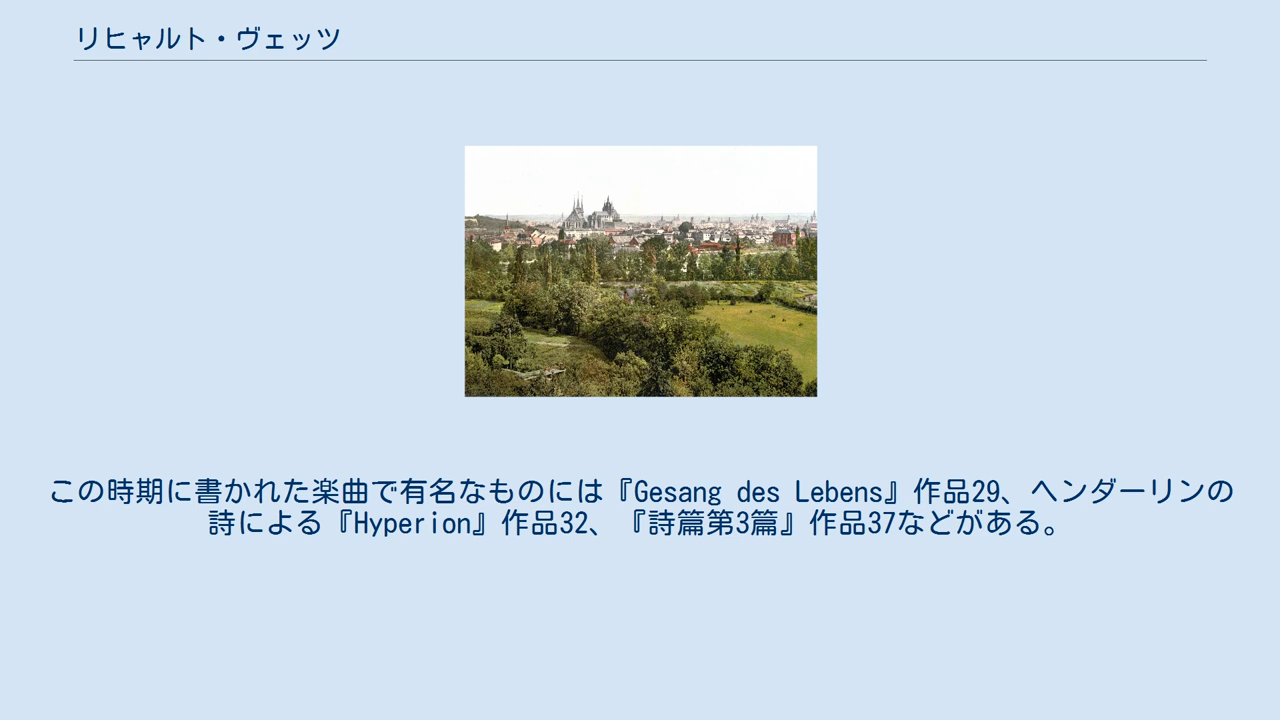 リヒャルト・ヴェッツ
この時期に書かれた楽曲で有名なものには『Gesang des Lebens』作品29、ヘンダーリンの
詩による『Hyperion』作品32、『詩篇第3篇』作品37などがある。